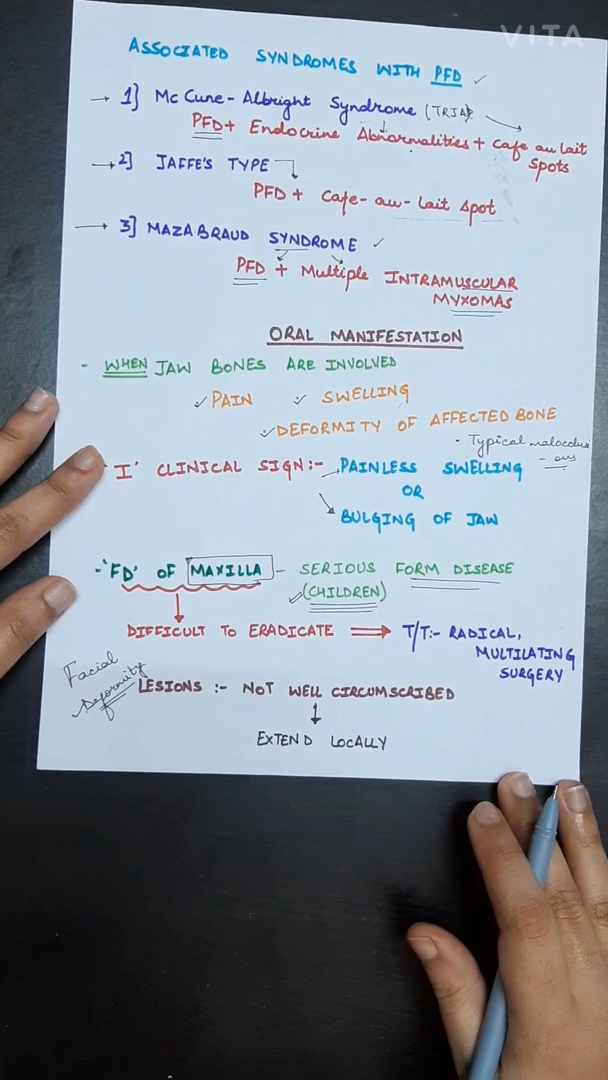 VITA
ASSOCIATED SYNDROMES WITH PFD
1] Mc Cune-Albright Syndrome (TRIAD)
PFD + Endocrine Abnormalities + Cafe au lait
spots
2] JAFFE'S TYPE
PFD + Cafe-au-lait spot
3] MAZABRAUD SYNDROME
PFD + Multiple INTRAMUSCULAR
MYXOMAS
ORAL MANIFESTATION
- WHEN JAW BONES ARE INVOLVED
PAIN SWELLING
DEFORMITY OF AFFECTED BONE
• Typical malocclusi
- ons
'I' CLINICAL SIGN:- PAINLESS SWELLING
OR
BULGING OF JAW
-'FD' OF MAXILLA - SERIOUS FORM DISEASE
(CHILDREN)
DIFFICULT TO ERADICATE T/T:- RADICAL,
MULTILATING
SURGERY
Facial
Deformity
LESIONS :- NOT WELL CIRCUMSCRIBED
EXTEND LOCALLY